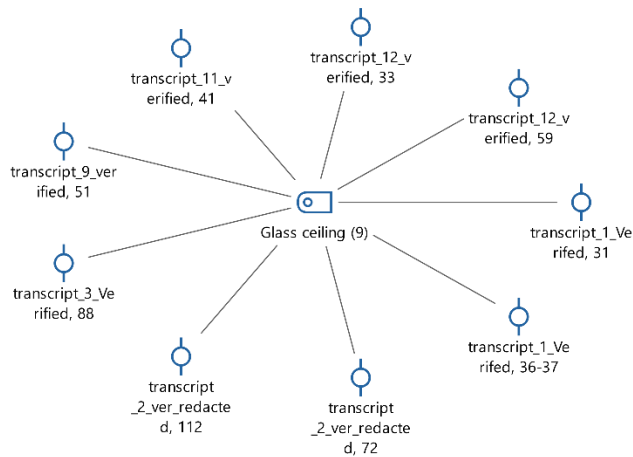 transcript_12_v
erified, 33
transcript_11_v
erified, 41
transcript_12_v
erified, 59
transcript_9_ver
ified, 51
Glass ceiling (9)
transcript_1_Ve
rifed, 31
transcript_3_Ve
rified, 88
transcript_1_Ve
rifed, 36-37
transcript
_2_ver_redacte
d, 112
transcript
_2_ver_redacte
d, 72